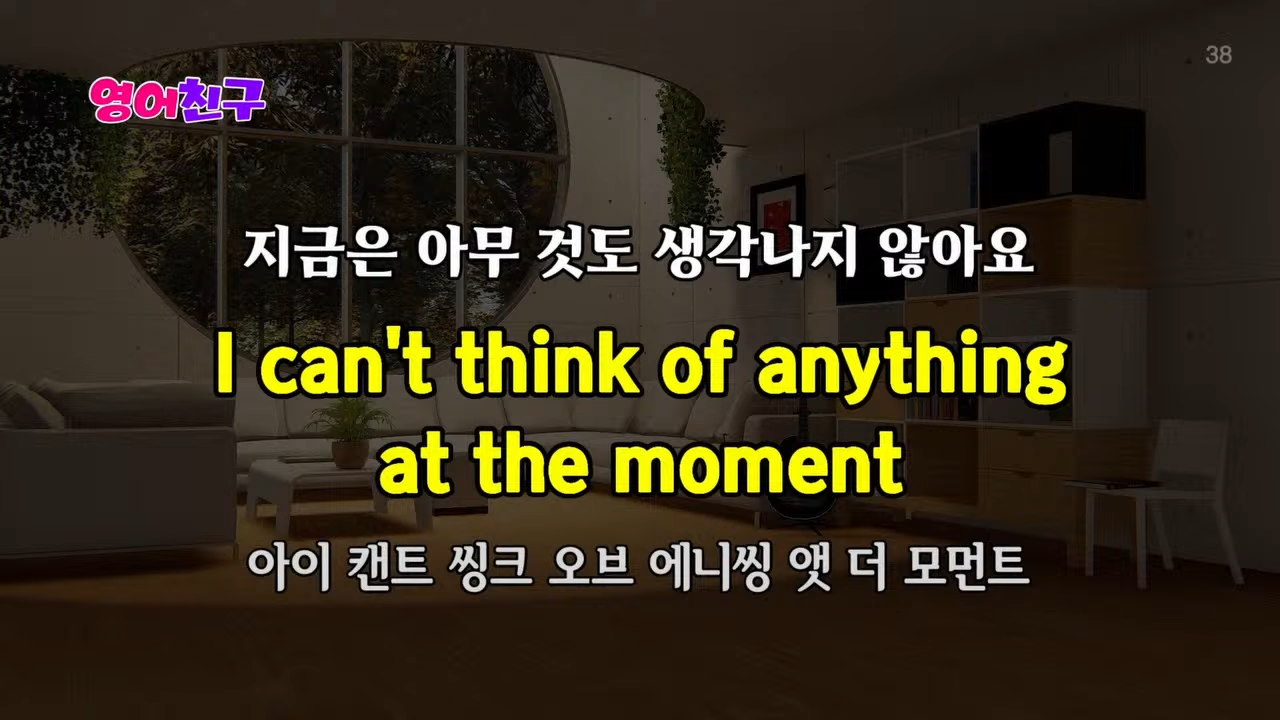 38
영어친구
지금은 아무 것도 생각나지 않아요
I can't think of anything
at the moment
아이 캔트 씽크 오브 에니씽 앳 더 모먼트